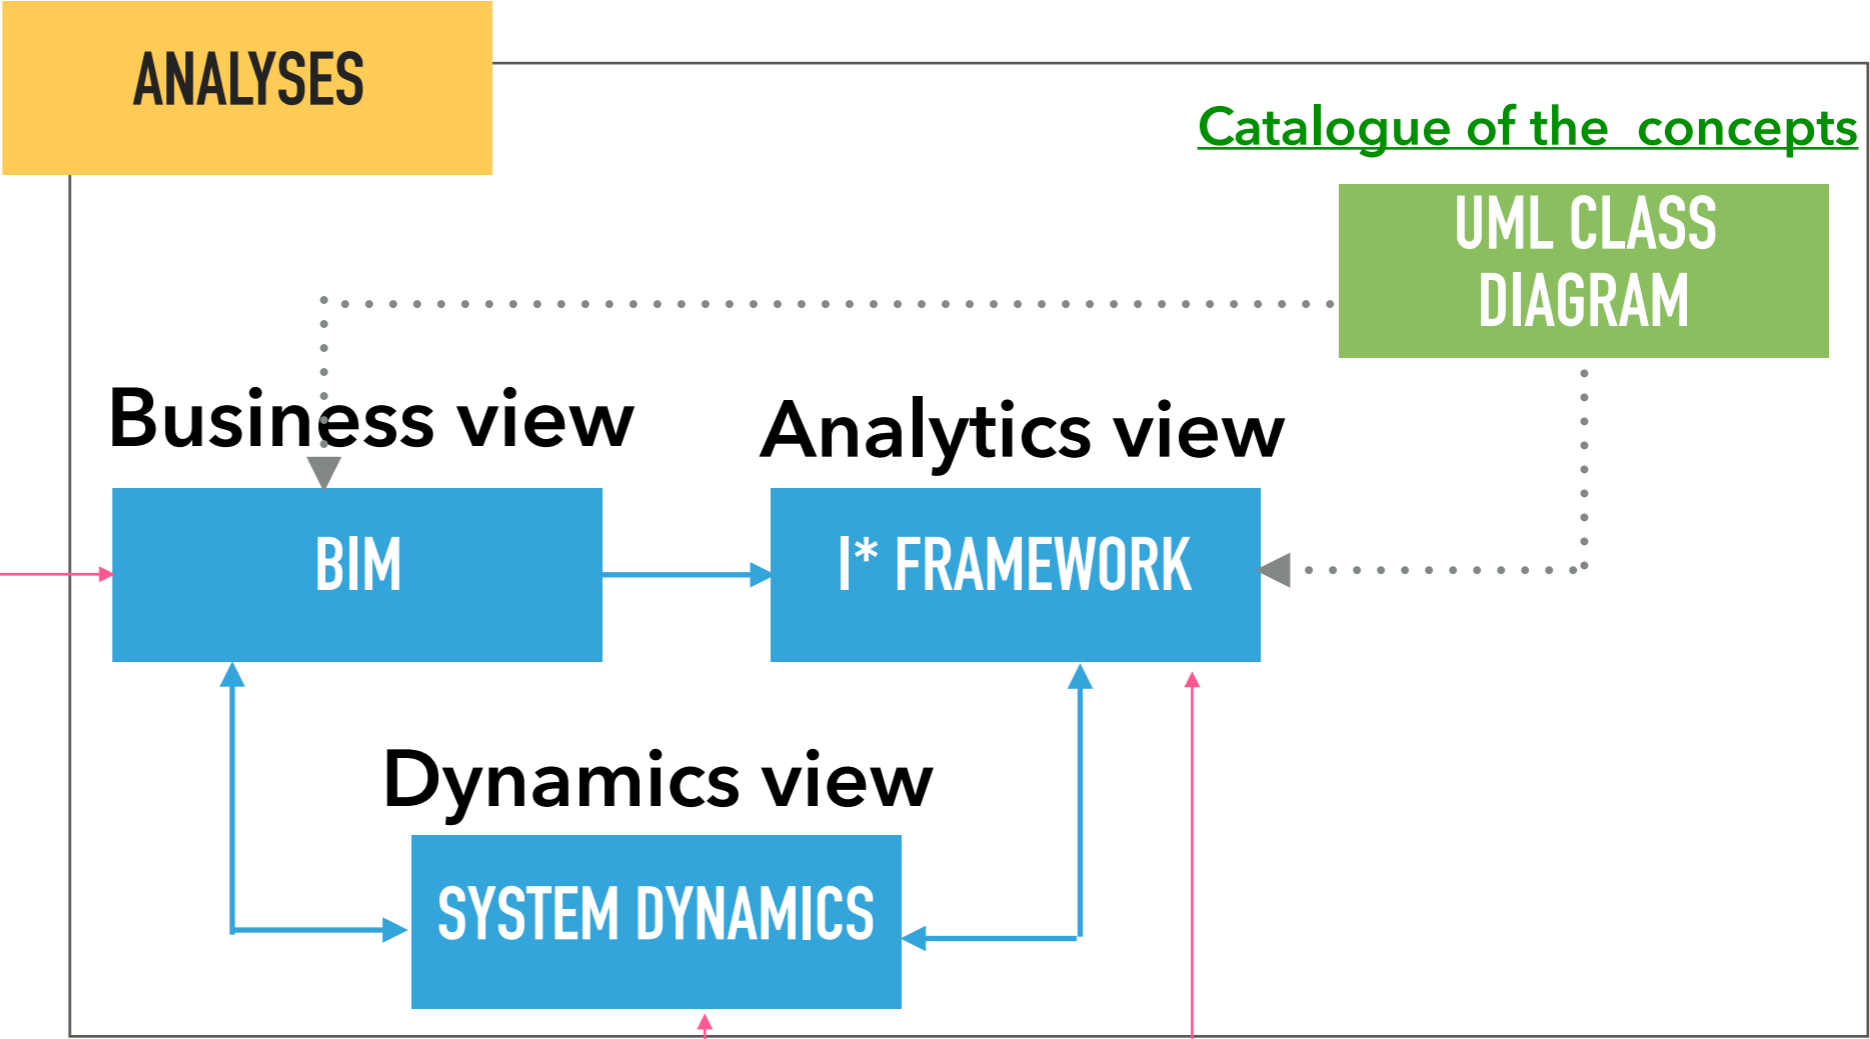 ANALYSES
Catalogue of the  concepts
UML CLASS
DIAGRAM
Business view
Analytics view
BIM
I* FRAMEWORK
Dynamics view
SYSTEM DYNAMICS